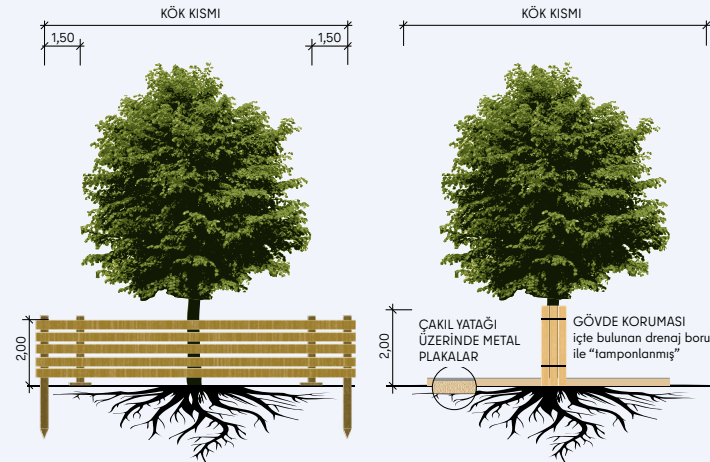 KÖK KISMI
1,50
1,50
2,00
KÖK KISMI
2,00
ÇAKIL YATAĞI
ÜZERİNDE METAL
PLAKALAR
GÖVDE KORUMASI
içte bulunan drenaj boru
ile “tamponlanmış”